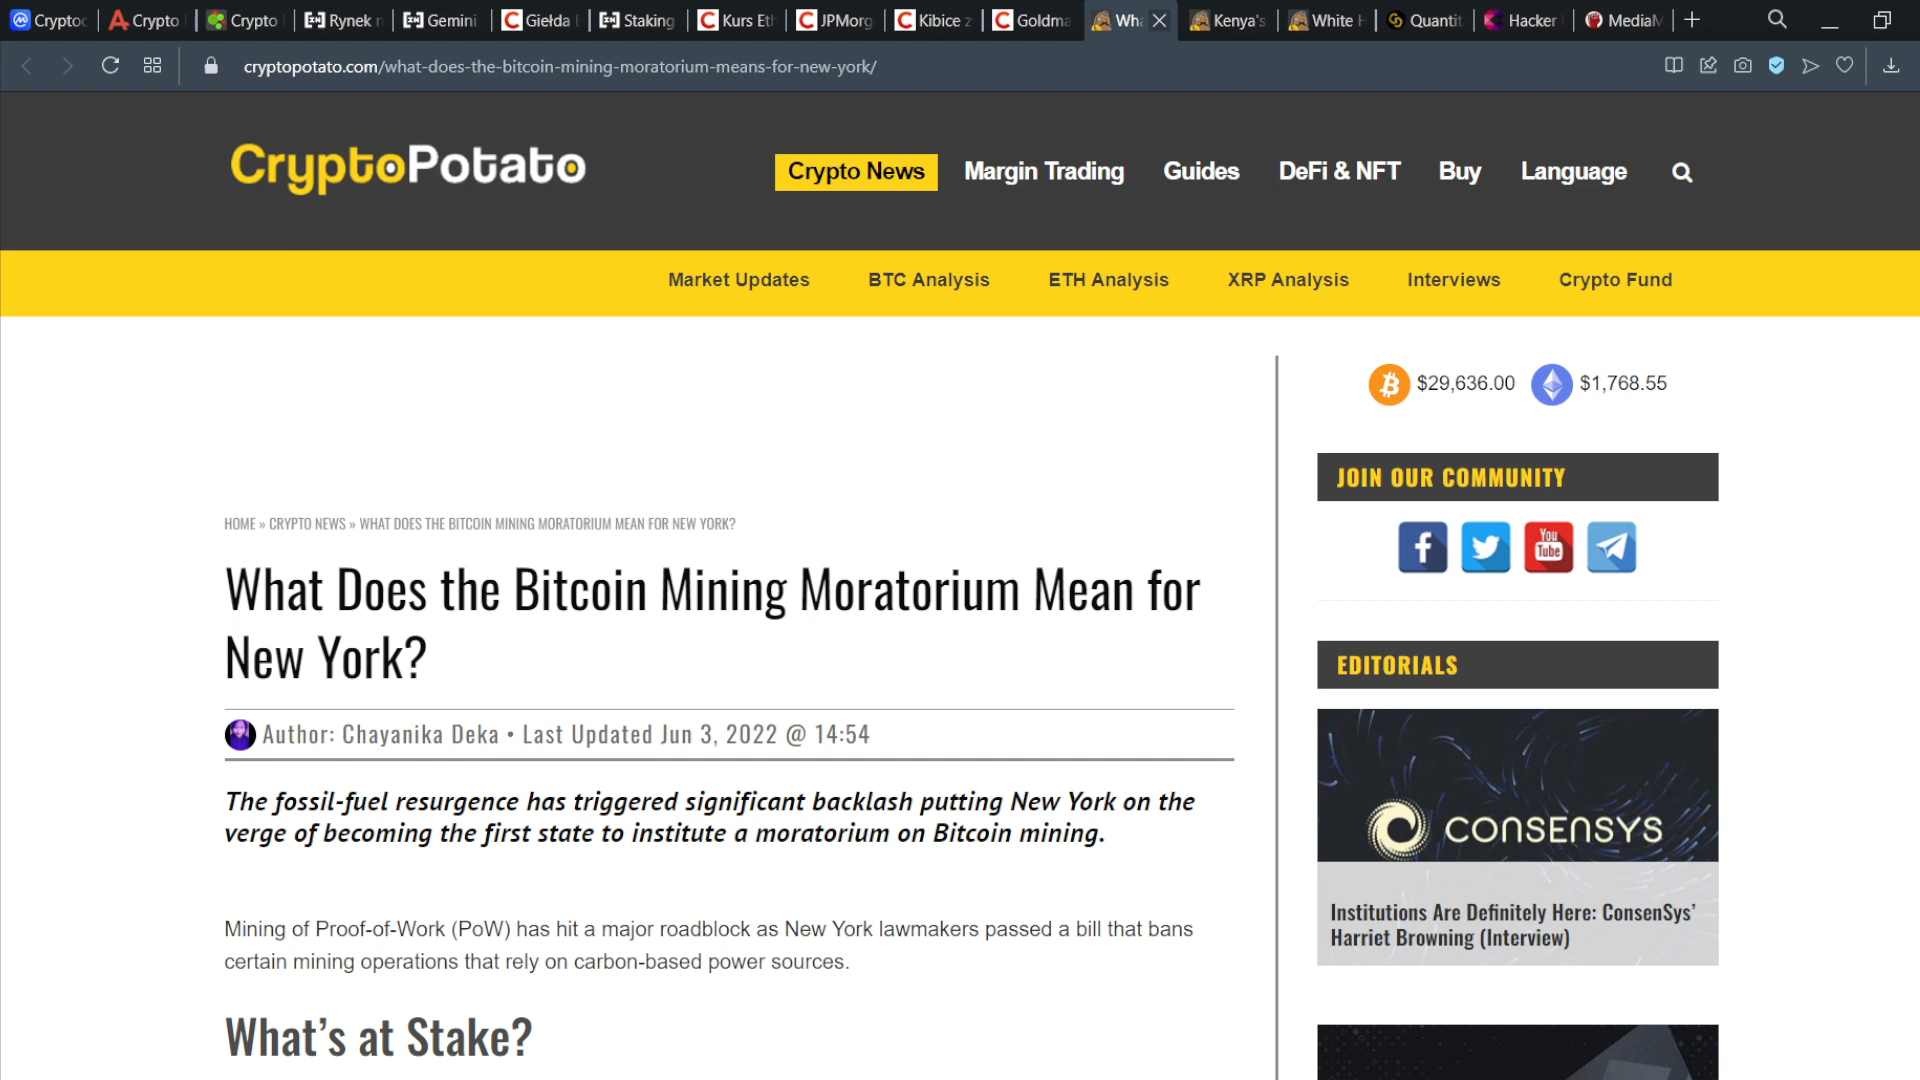 Cryptoc
Crypto
Crypto
Rynek n
Gemini
Giełda
Staking
Kurs Eth
JPMorg
Kibice z
Goldma
Wha
Kenya's
White H
Quantit
Hacker
MediaM
cryptopotato.com/what-does-the-bitcoin-mining-moratorium-means-for-new-york/
CryptoPotato
Crypto News
Margin Trading
Guides
DeFi & NFT
Buy
Language
Market Updates
BTC Analysis
ETH Analysis
XRP Analysis
Interviews
Crypto Fund
$29,636.00
$1,768.55
JOIN OUR COMMUNITY
You
Tube
HOME » CRYPTO NEWS » WHAT DOES THE BITCOIN MINING MORATORIUM MEAN FOR NEW YORK?
What Does the Bitcoin Mining Moratorium Mean for
New York?
Author: Chayanika Deka • Last Updated Jun 3, 2022 @ 14:54
The fossil-fuel resurgence has triggered significant backlash putting New York on the
verge of becoming the first state to institute a moratorium on Bitcoin mining.
Mining of Proof-of-Work (PoW) has hit a major roadblock as New York lawmakers passed a bill that bans
certain mining operations that rely on carbon-based power sources.
What’s at Stake?
EDITORIALS
CONSENSYS
Institutions Are Definitely Here: ConsenSys’
Harriet Browning (Interview)